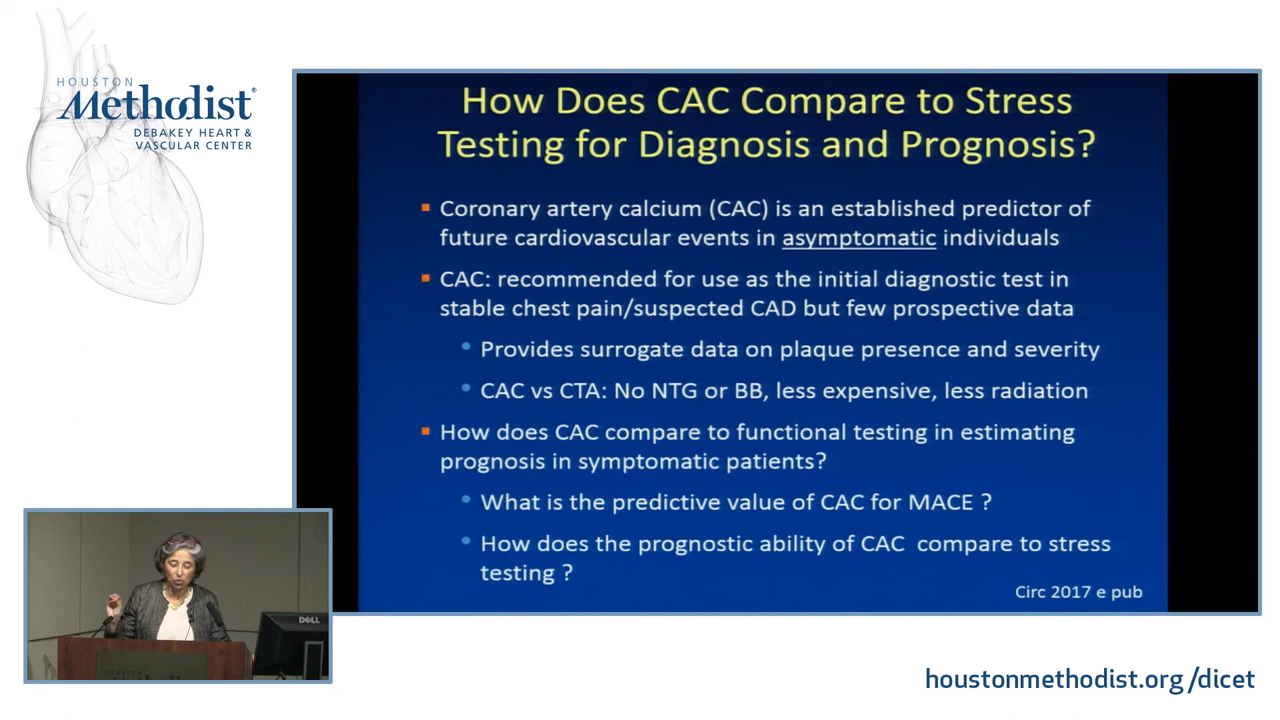 HOUSTON
Methodist®
DEBAKEY HEART &
VASCULAR CENTER
How Does CAC Compare to Stress
Testing for Diagnosis and Prognosis?
Coronary artery calcium (CAC) is an established predictor of
future cardiovascular events in asymptomatic individuals
CAC: recommended for use as the initial diagnostic test in
stable chest pain/suspected CAD but few prospective data
Provides surrogate data on plaque presence and severity
CAC vs CTA: No NTG or BB, less expensive, less radiation
How does CAC compare to functional testing in estimating
prognosis in symptomatic patients?
What is the predictive value of CAC for MACE ?
How does the prognostic ability of CAC compare to stress
testing ?
Circ 2017 e pub
DELL
houstonmethodist.org/dicet